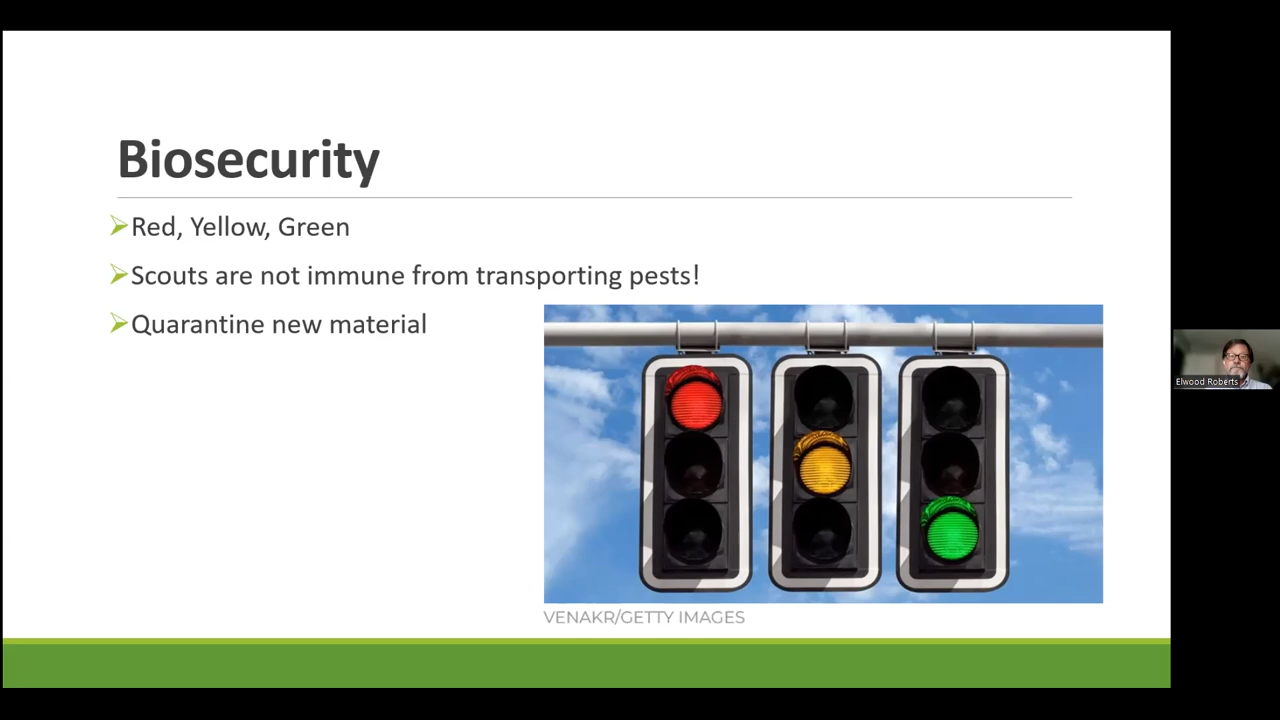 Biosecurity
Red, Yellow, Green
Scouts are not immune from transporting pests!
Quarantine new material
VENAKR/GETTY IMAGES
Elwood Roberts